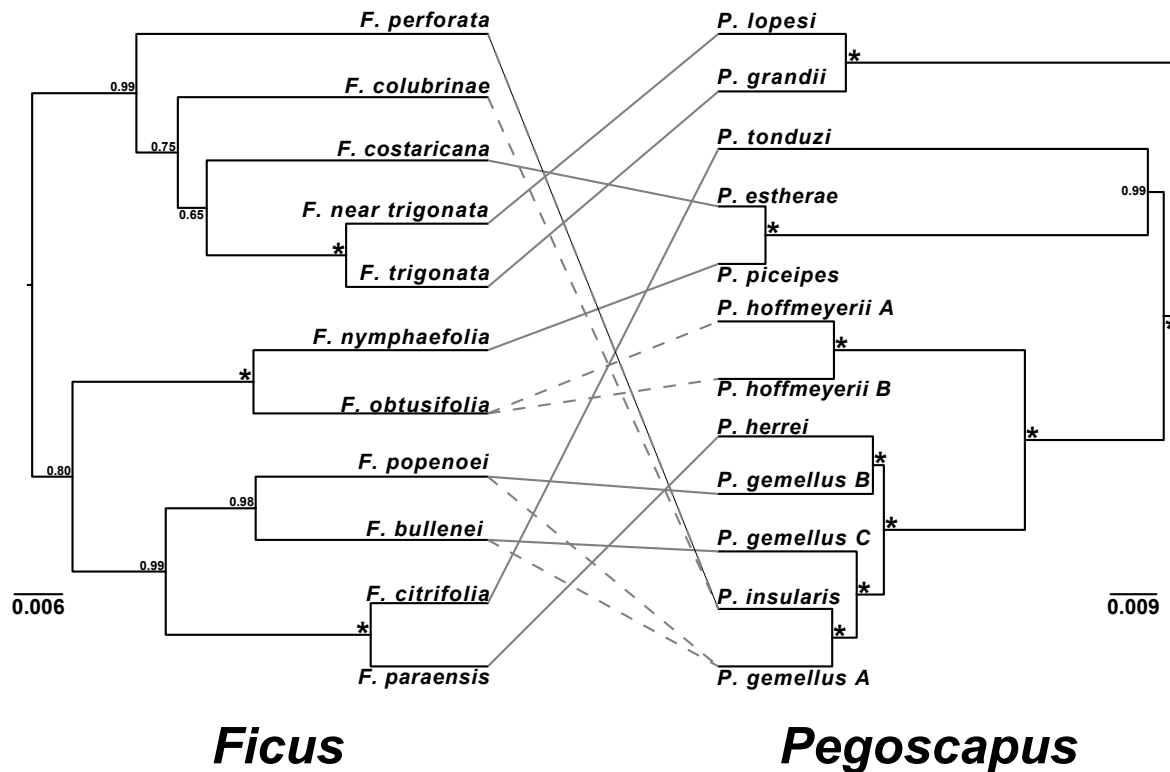 F. perforata
F. colubrinae
F. costaricana
F. near trigonata
F. trigonata
F. nymphaefolia
F. obtusifolia
F. popenoei
F. bullenei
F. citrifolia
F. paraensis
0.99
0.75
0.65
*
*
0.80
0.98
0.99
*
0.006
Ficus
P. lopesi
P. grandii
P. tonduzi
P. estherae
P. piceipes
P. hoffmeyerii A
P. hoffmeyerii B
P. herrei
P. gemellus B
P. gemellus C
P. insularis
P. gemellus A
*
0.99
*
*
*
*
*
*
*
*
0.009
Pegoscapus